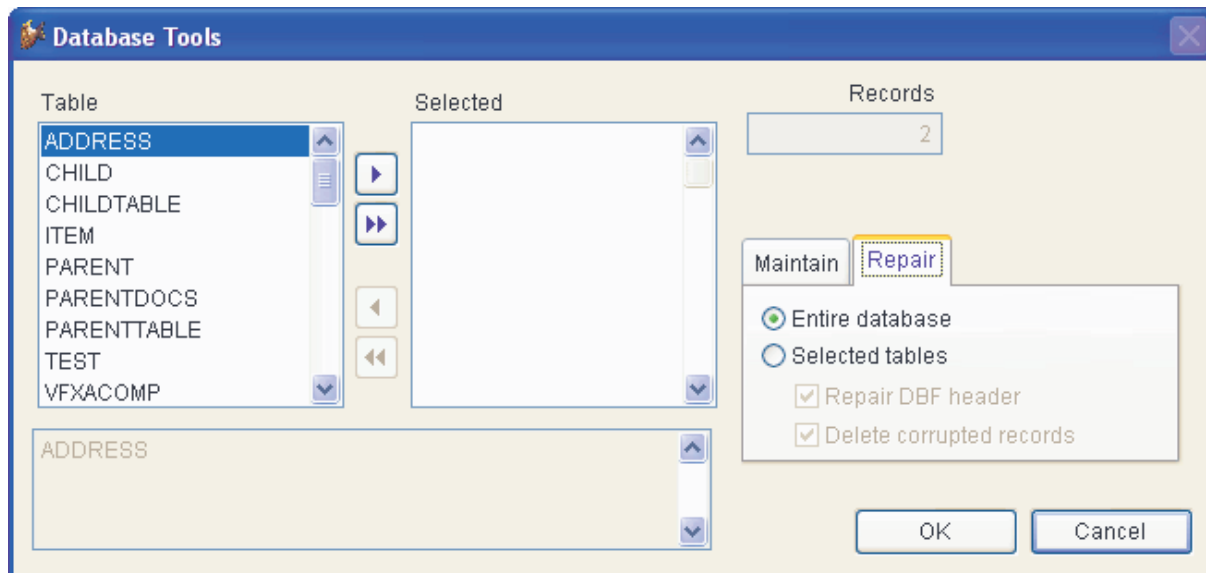 Database Tools
Table
Selected
Records
ADDRESS
CHILD
CHILDTABLE
ITEM
PARENT
PARENTDOCS
PARENTTABLE
TEST
VFXACOMP
2
Maintain
Repair
Entire database
Selected tables
Repair DBF header
Delete corrupted records
ADDRESS
OK
Cancel